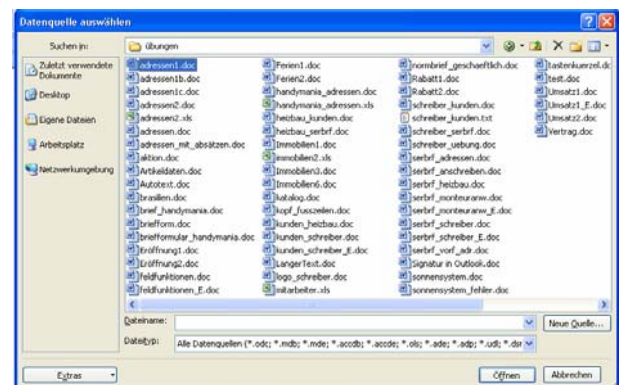 Datenquelle auswählen
Suchen in:
übungen
Zuletzt verwendete Dokumente
Desktop
Eigene Dateien
Arbeitsplatz
Netzwerkumgebung
adressen1.doc
adressen1b.doc
adressen1c.doc
adressen2.doc
adressen2.xls
adressen.doc
adressen_mit_absätzen.doc
aktion.doc
Artikeldaten.doc
Autotext.doc
brasilien.doc
brief_handymania.doc
briefform.doc
briefformular_handymania.doc
Eröffnung1.doc
Eröffnung2.doc
feldfunktionen.doc
feldfunktionen_E.doc
Ferien1.doc
Ferien2.doc
handymania_adressen.doc
handymania_adressen.xls
heizbau_kunden.doc
heizbau_serbrf.doc
Immobilien1.doc
immobilien2.xls
Immobilien3.doc
Immobilien6.doc
katalog.doc
kopf_fusszeilen.doc
kunden_heizbau.doc
kunden_schreiber.doc
kunden_schreiber_E.doc
LangerText.doc
logo_schreiber.doc
mitarbeiter.xls
normbrief_geschaeftlich.doc
Rabatt1.doc
Rabatt2.doc
schreiber_kunden.doc
schreiber_kunden.txt
schreiber_serbrf.doc
schreiber_uebung.doc
serbrf_adressen.doc
serbrf_anschreiben.doc
serbrf_heizbau.doc
serbrf_monteuranw.doc
serbrf_monteuranw_E.doc
serbrf_schreiber.doc
serbrf_schreiber_E.doc
serbrf_vorf_adr.doc
Signatur in Outlook.doc
sonnensystem.doc
sonnensystem_fehler.doc
tastenkuerzel.dc
test.doc
Umsatz1.doc
Umsatz1_E.doc
Umsatz2.doc
Vertrag.doc
Dateiname:
Neue Quelle...
Dateityp:
Alle Datenquellen (*.odc; *.mdb; *.mde; *.accdb; *.accde; *.ols; *.ade; *.adp; *.udl; *.dsn
Extras
Öffnen
Abbrechen